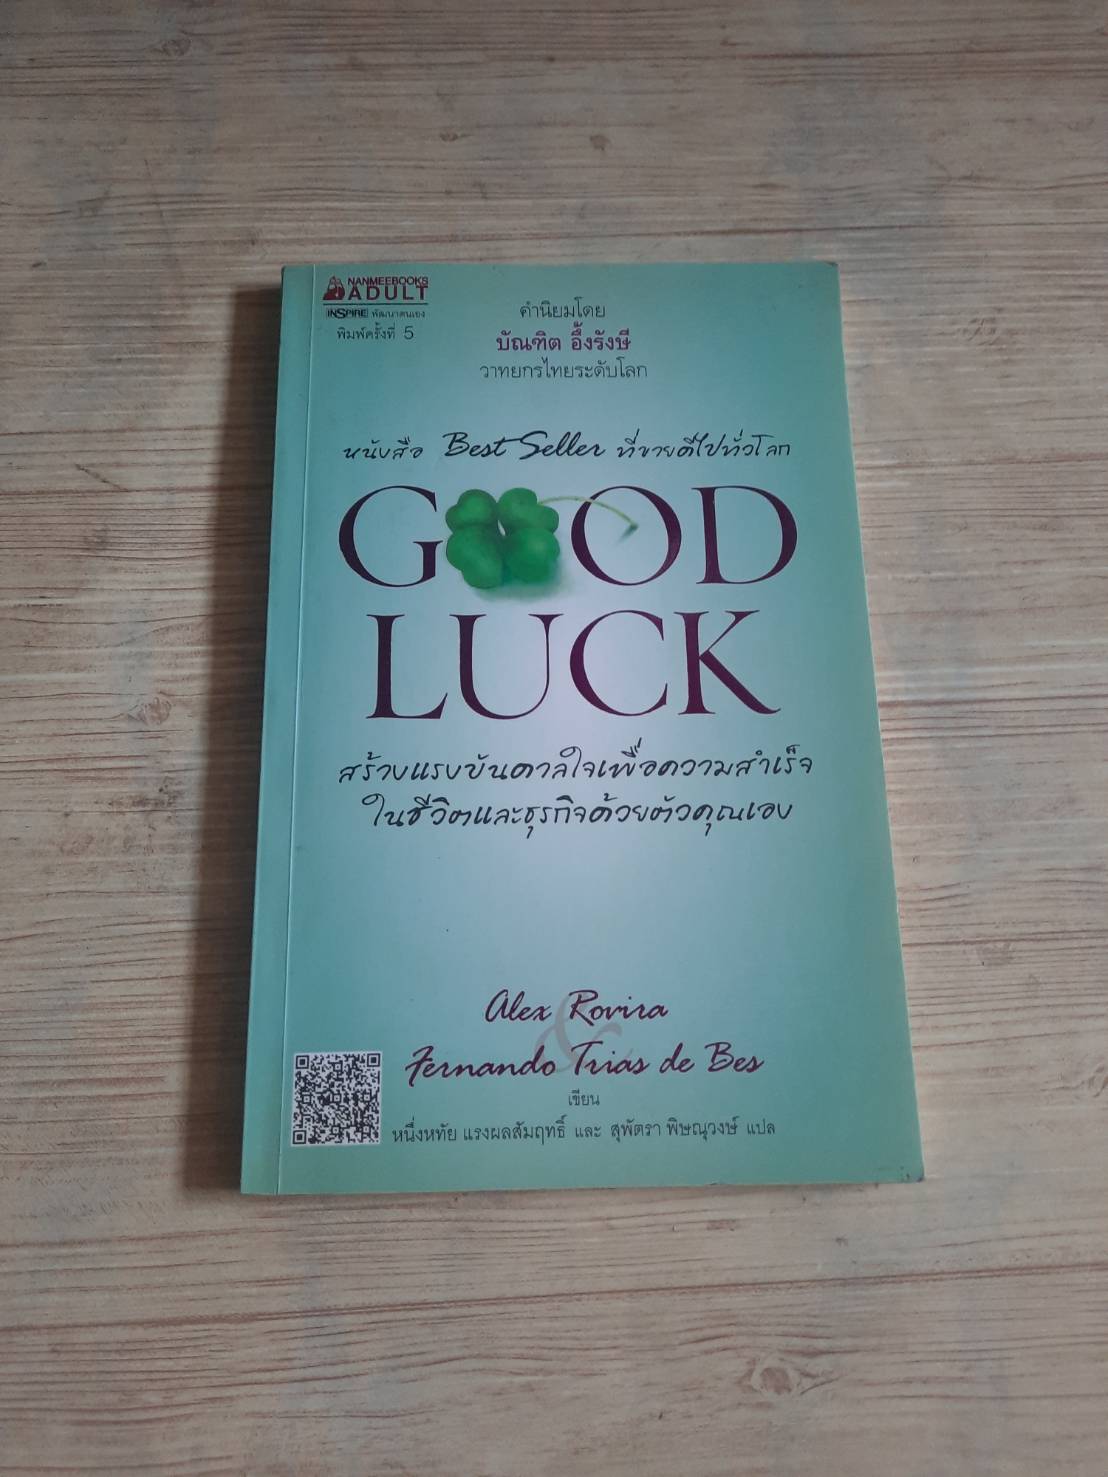 NANMEEBOOKS
ADULT
INSPIRE พัฒนาตนเอง
พิมพ์ครั้งที่ 5
คำนิยมโดย
บัณฑิต อึ้งรังษี
วาทยกรไทยระดับโลก
หนังสือ Best Seller ที่ขายดีไปทั่วโลก
GOOD
LUCK
สร้างแรงบันดาลใจเพื่อความสำเร็จ
ในชีวิตและธุรกิจด้วยตัวคุณเอง
Alex Rovira
&
Fernando Trias de Bes
เขียน
หนึ่งหทัย แรงผลสัมฤทธิ์ และ สุพัตรา พิษณุวงษ์ แปล